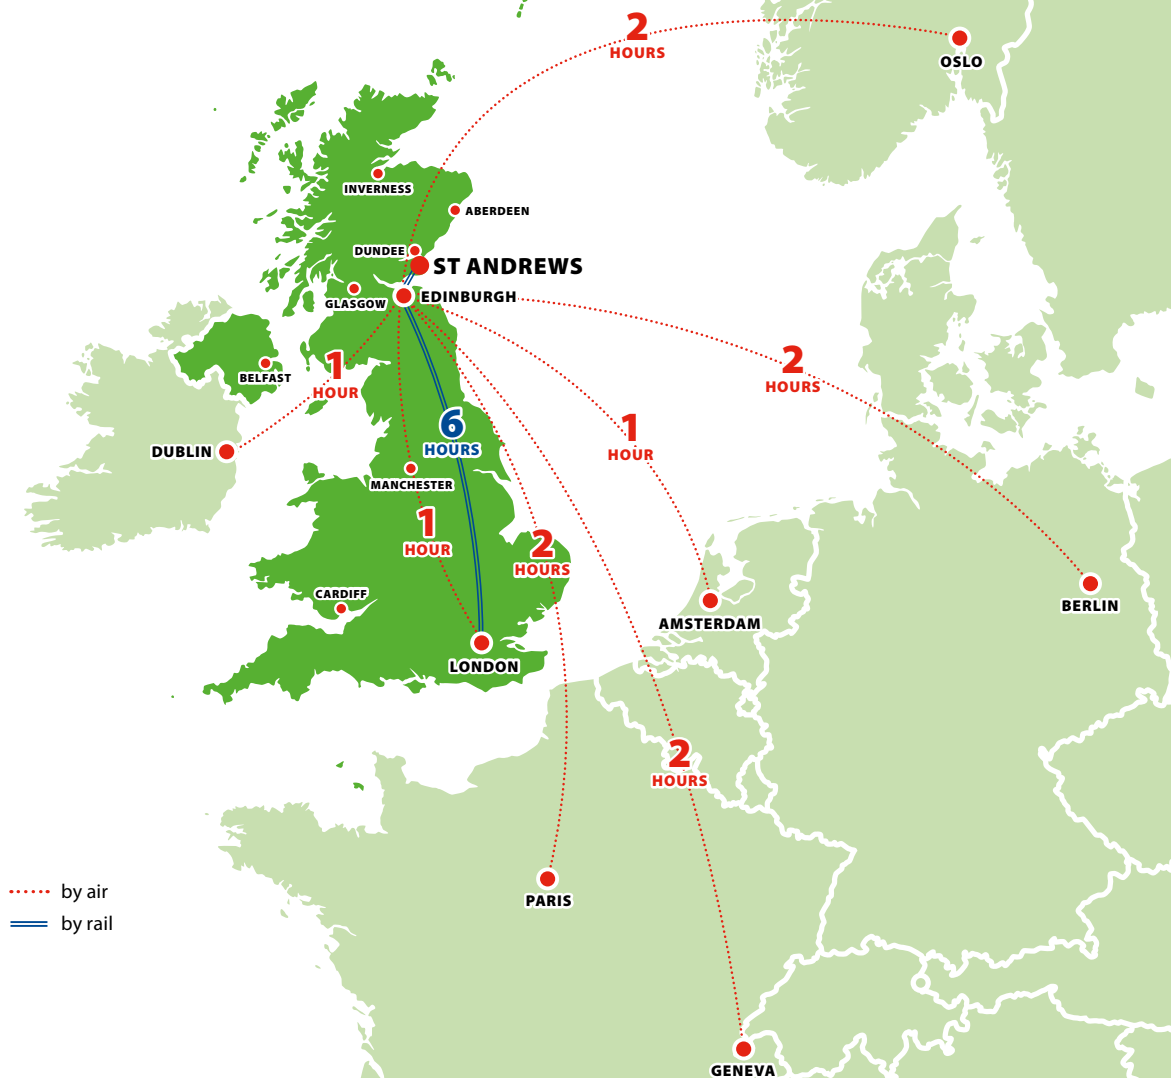 2
HOURS
OSLO
INVERNESS
ABERDEEN
DUNDEE
ST ANDREWS
GLASGOW
EDINBURGH
1
HOUR
BELFAST
2
HOURS
DUBLIN
6
HOURS
1
HOUR
MANCHESTER
1
HOUR
2
HOURS
CARDIFF
AMSTERDAM
BERLIN
LONDON
2
HOURS
by air
by rail
PARIS
GENEVA